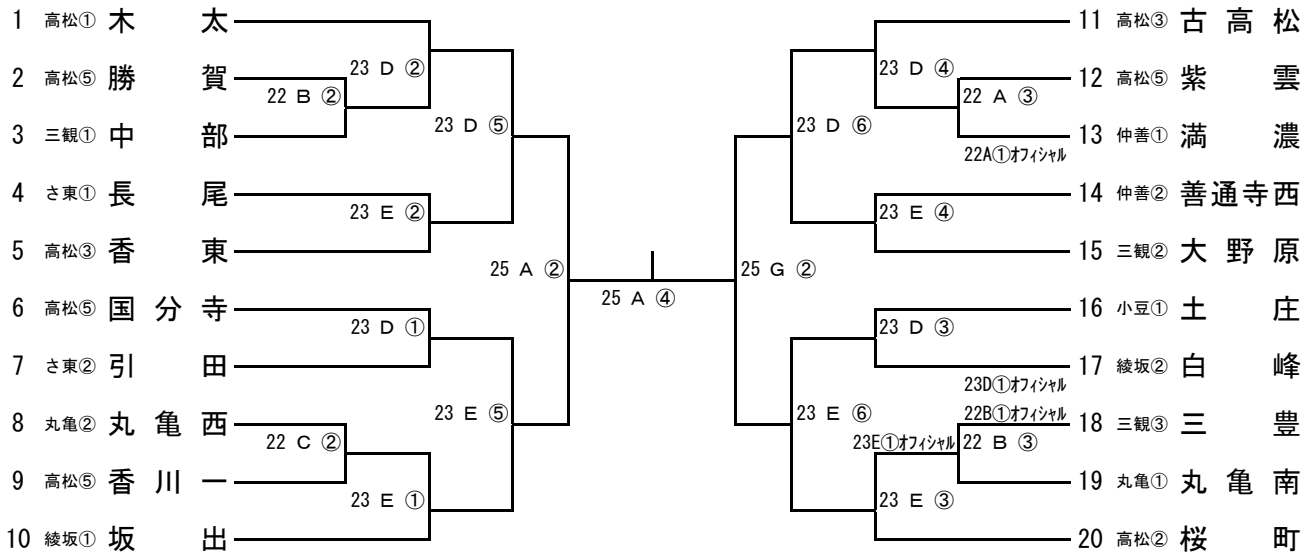 1 高松① 木太
2 高松⑤ 勝賀
3 三観① 中部
4 さ東① 長尾
5 高松③ 香東
6 高松⑤ 国分寺
7 さ東② 引田
8 丸亀② 丸亀西
9 高松⑤ 香川一
10 綾坂① 坂出
22 B ②
22 C ②
23 D ②
23 E ②
23 D ①
23 E ①
23 D ⑤
23 E ⑤
25 A ②
25 A ④
25 G ②
23 D ⑥
23 E ⑥
23 D ④
23 E ④
23 D ③
23 E ③
22 A ③
22A①オフィシャル
23D①オフィシャル
22B①オフィシャル
23E①オフィシャル
22 B ③
11 高松③ 古高松
12 高松⑤ 紫雲
13 仲善① 満濃
14 仲善② 善通寺西
15 三観② 大野原
16 小豆① 土庄
17 綾坂② 白峰
18 三観③ 三豊
19 丸亀① 丸亀南
20 高松② 桜町